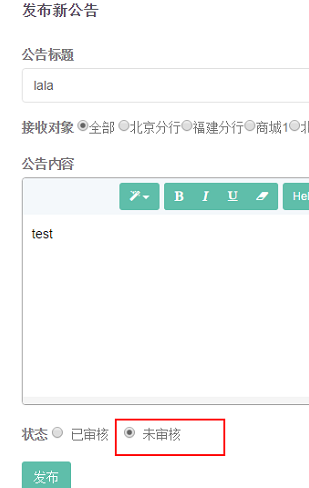 发布新公告
公告标题
lala
接收对象 全部 北京分行 福建分行 商城1
公告内容
B I U Hel
test
状态 已审核 未审核
发布